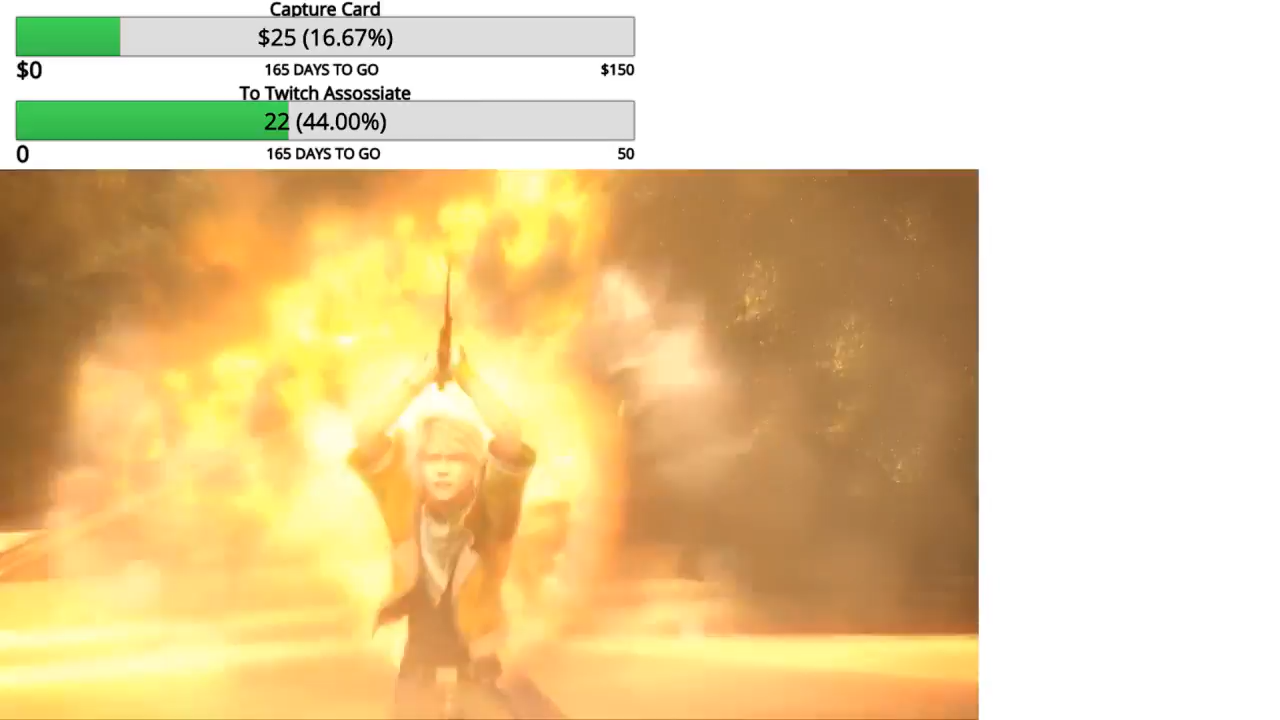 Capture Card
$25 (16.67%)
$0 165 DAYS TO GO $150
To Twitch Assossiate
22 (44.00%)
0 165 DAYS TO GO 50